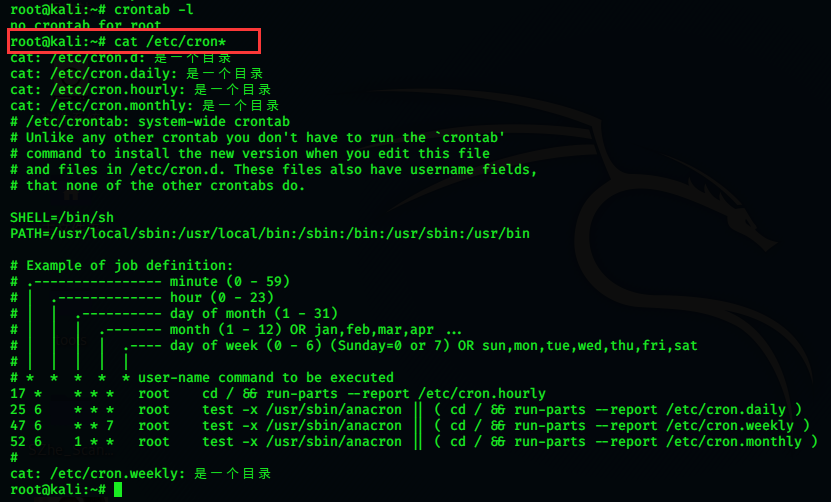 root@kali:~# crontab -l
no crontab for root
root@kali:~# cat /etc/cron*
cat: /etc/cron.d: 是一个目录
cat: /etc/cron.daily: 是一个目录
cat: /etc/cron.hourly: 是一个目录
cat: /etc/cron.monthly: 是一个目录
# /etc/crontab: system-wide crontab
# Unlike any other crontab you don't have to run the `crontab'
# command to install the new version when you edit this file
# and files in /etc/cron.d. These files also have username fields,
# that none of the other crontabs do.

SHELL=/bin/sh
PATH=/usr/local/sbin:/usr/local/bin:/sbin:/bin:/usr/sbin:/usr/bin

# Example of job definition:
# .---------------- minute (0 - 59)
# |  .------------- hour (0 - 23)
# |  |  .---------- day of month (1 - 31)
# |  |  |  .------- month (1 - 12) OR jan,feb,mar,apr ...
# |  |  |  |  .---- day of week (0 - 6) (Sunday=0 or 7) OR sun,mon,tue,wed,thu,fri,sat
# |  |  |  |  |
# *  *  *  *  * user-name command to be executed
17 *    * * *   root    cd / && run-parts --report /etc/cron.hourly
25 6    * * *   root    test -x /usr/sbin/anacron || ( cd / && run-parts --report /etc/cron.daily )
47 6    * * 7   root    test -x /usr/sbin/anacron || ( cd / && run-parts --report /etc/cron.weekly )
52 6    1 * *   root    test -x /usr/sbin/anacron || ( cd / && run-parts --report /etc/cron.monthly )
#
cat: /etc/cron.weekly: 是一个目录
root@kali:~#